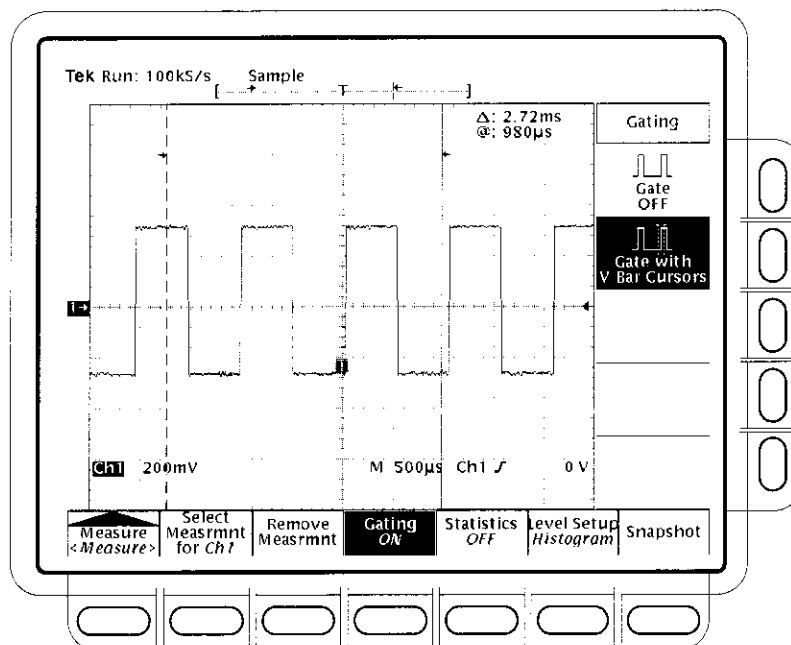 Tek Run: 100kS/s Sample
[ T ]
Δ: 2.72ms
@: 980µs
Gating
Gate
OFF
Gate with
V Bar Cursors
1→
T
Ch1 200mV M 500µs Ch1 ʃ 0 V
Measure
<Measure>
Select
Measrmnt
for Ch1
Remove
Measrmnt
Gating
ON
Statistics
OFF
Level Setup
Histogram
Snapshot